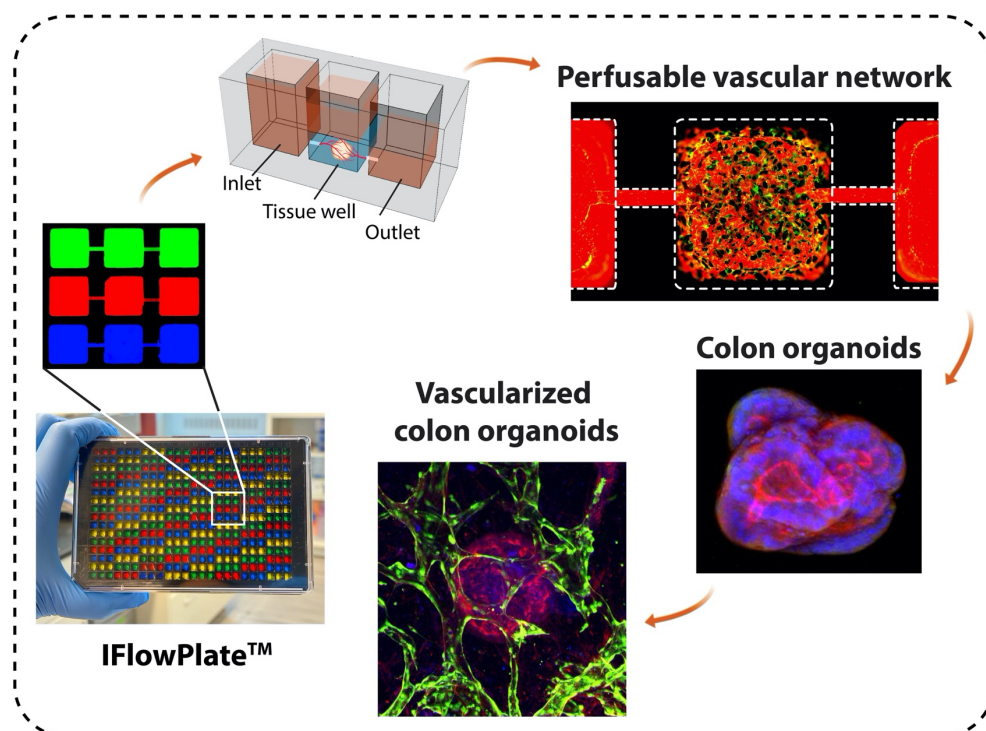 Perfusable vascular network
Inlet
Tissue well
Outlet
Colon organoids
Vascularized
colon organoids
IFlowPlate™